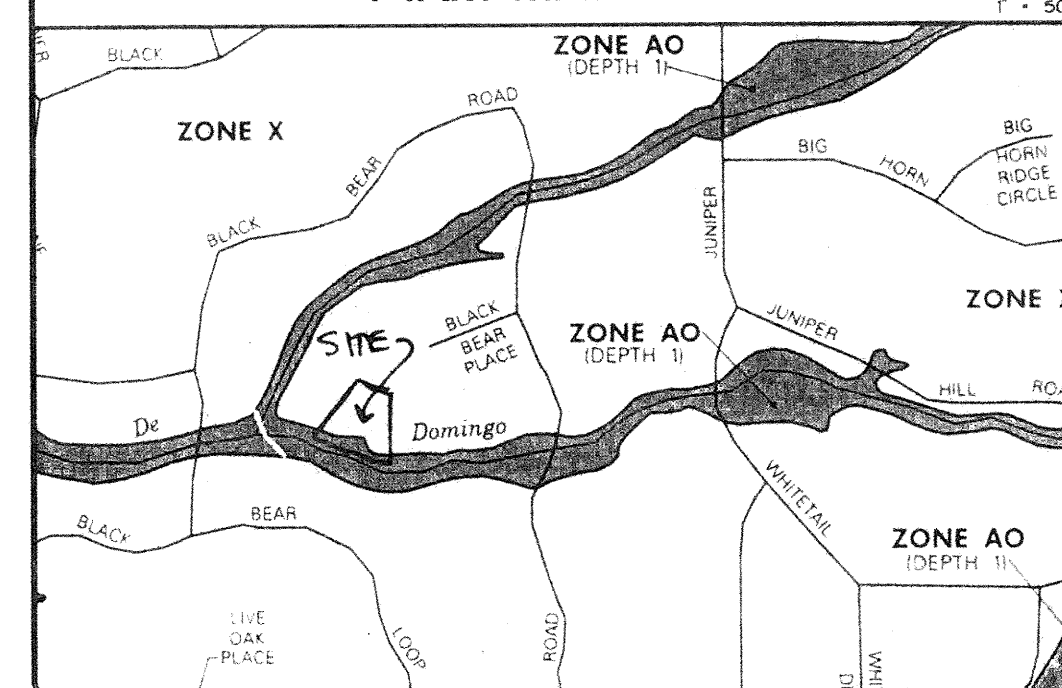 1" = 50
BLACK
ZONE AO
(DEPTH 1)
ROAD
ZONE X
BIG
BIG
HORN
HORN
RIDGE
CIRCLE
BEAR
JUNIPER
BLACK
ZONE
JUNIPER
BLACK
BEAR
PLACE
ZONE AO
(DEPTH 1)
SITE
HILL
De
Domingo
WHITETAIL
BEAR
BLACK
ZONE AO
(DEPTH 1)
LIVE
OAK
PLACE
LOOP
ROAD